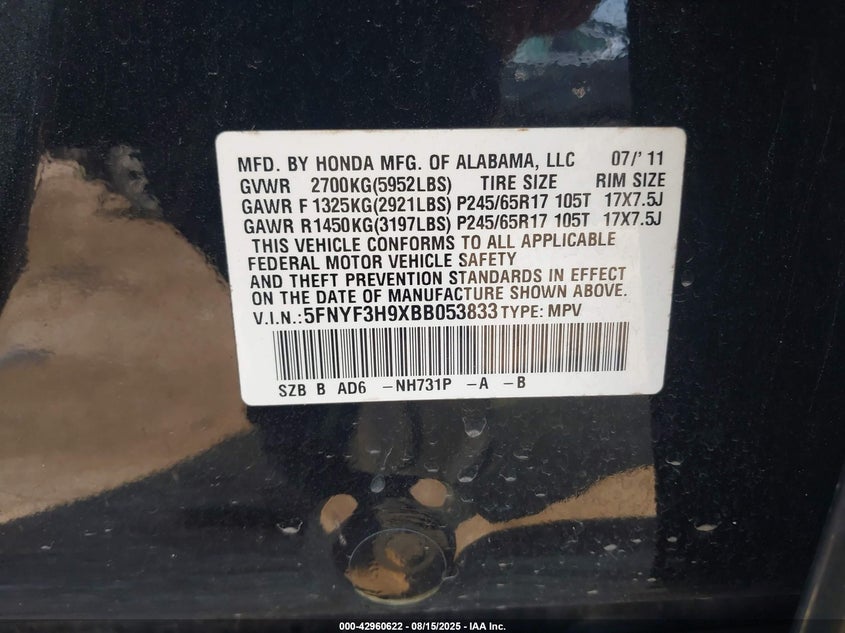 MFD. BY HONDA MFG. OF ALABAMA, LLC 07/'11
GVWR 2700KG(5952LBS) TIRE SIZE RIM SIZE
GAWR F 1325KG(2921LBS) P245/65R17 105T 17X7.5J
GAWR R1450KG(3197LBS) P245/65R17 105T 17X7.5J
THIS VEHICLE CONFORMS TO ALL APPLICABLE
FEDERAL MOTOR VEHICLE SAFETY
AND THEFT PREVENTION STANDARDS IN EFFECT
ON THE DATE OF MANUFACTURE SHOWN ABOVE.
V.I.N.:5FNYF3H9XBB053833 TYPE: MPV
SZB B AD6 -NH731P -A -B
000-42960622 - 08/15/2025 - IAA Inc.